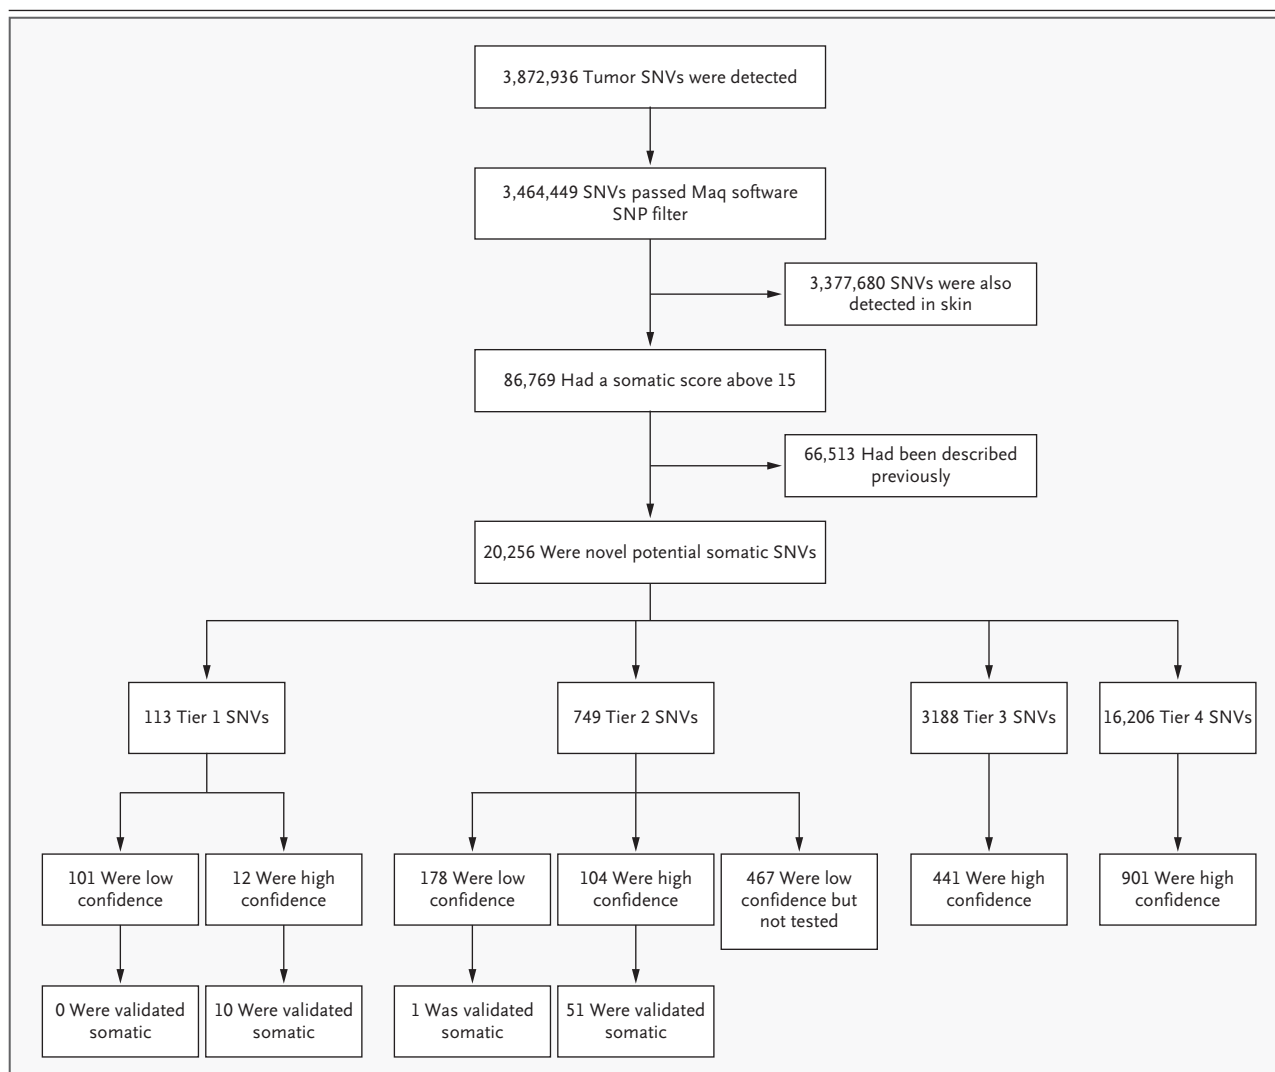 3,872,936 Tumor SNVs were detected
3,464,449 SNVs passed Maq software
SNP filter
3,377,680 SNVs were also
detected in skin
86,769 Had a somatic score above 15
66,513 Had been described
previously
20,256 Were novel potential somatic SNVs
113 Tier 1 SNVs
749 Tier 2 SNVs
3188 Tier 3 SNVs
16,206 Tier 4 SNVs
101 Were low
confidence
12 Were high
confidence
178 Were low
confidence
104 Were high
confidence
467 Were low
confidence but
not tested
441 Were high
confidence
901 Were high
confidence
0 Were validated
somatic
10 Were validated
somatic
1 Was validated
somatic
51 Were validated
somatic